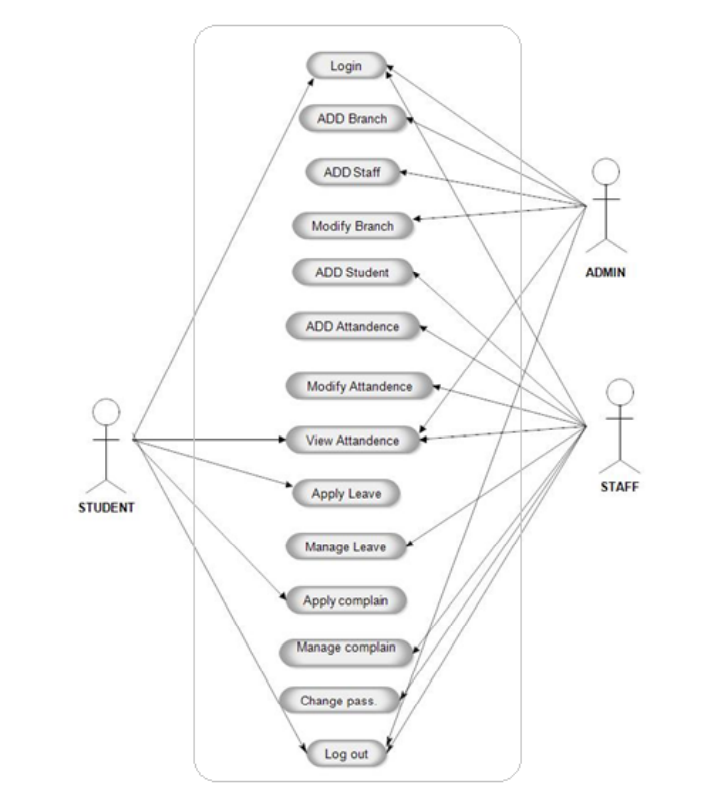 Login
ADD Branch
ADD Staff
Modify Branch
ADD Student
ADMIN
ADD Attandence
Modify Attandence
View Attandence
Apply Leave
STAFF
STUDENT
Manage Leave
Apply complain
Manage complain
Change pass.
Log out